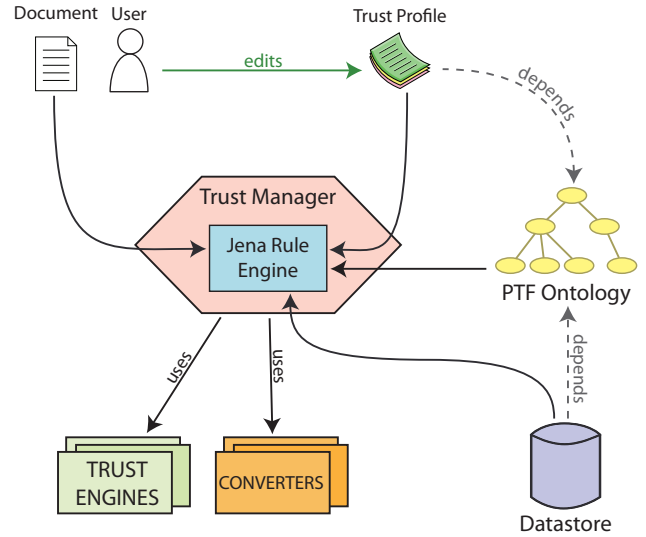 Document
User
Trust Profile
edits
depends
Trust Manager
Jena Rule
Engine
PTF Ontology
uses
uses
depends
TRUST
ENGINES
CONVERTERS
Datastore